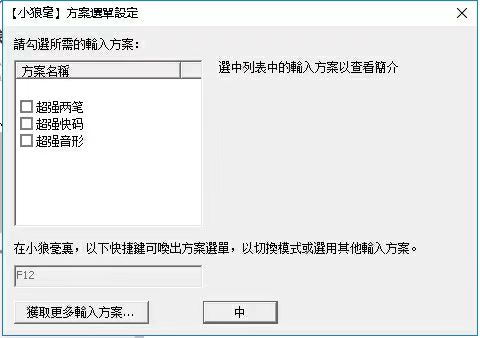 【小狼毫】方案選單設定
請勾選所需的輸入方案:
方案名稱
選中列表中的輸入方案以查看簡介
超强两笔
超强快码
超强音形
在小狼毫裏，以下快捷鍵可喚出方案選單，以切換模式或選用其他輸入方案。
F12
獲取更多輸入方案...
中